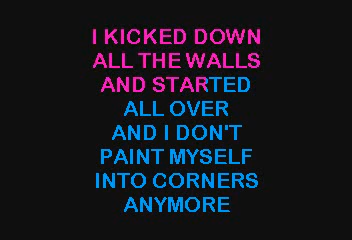 I KICKED DOWN
ALL THE WALLS
AND STARTED
ALL OVER
AND I DON'T
PAINT MYSELF
INTO CORNERS
ANYMORE